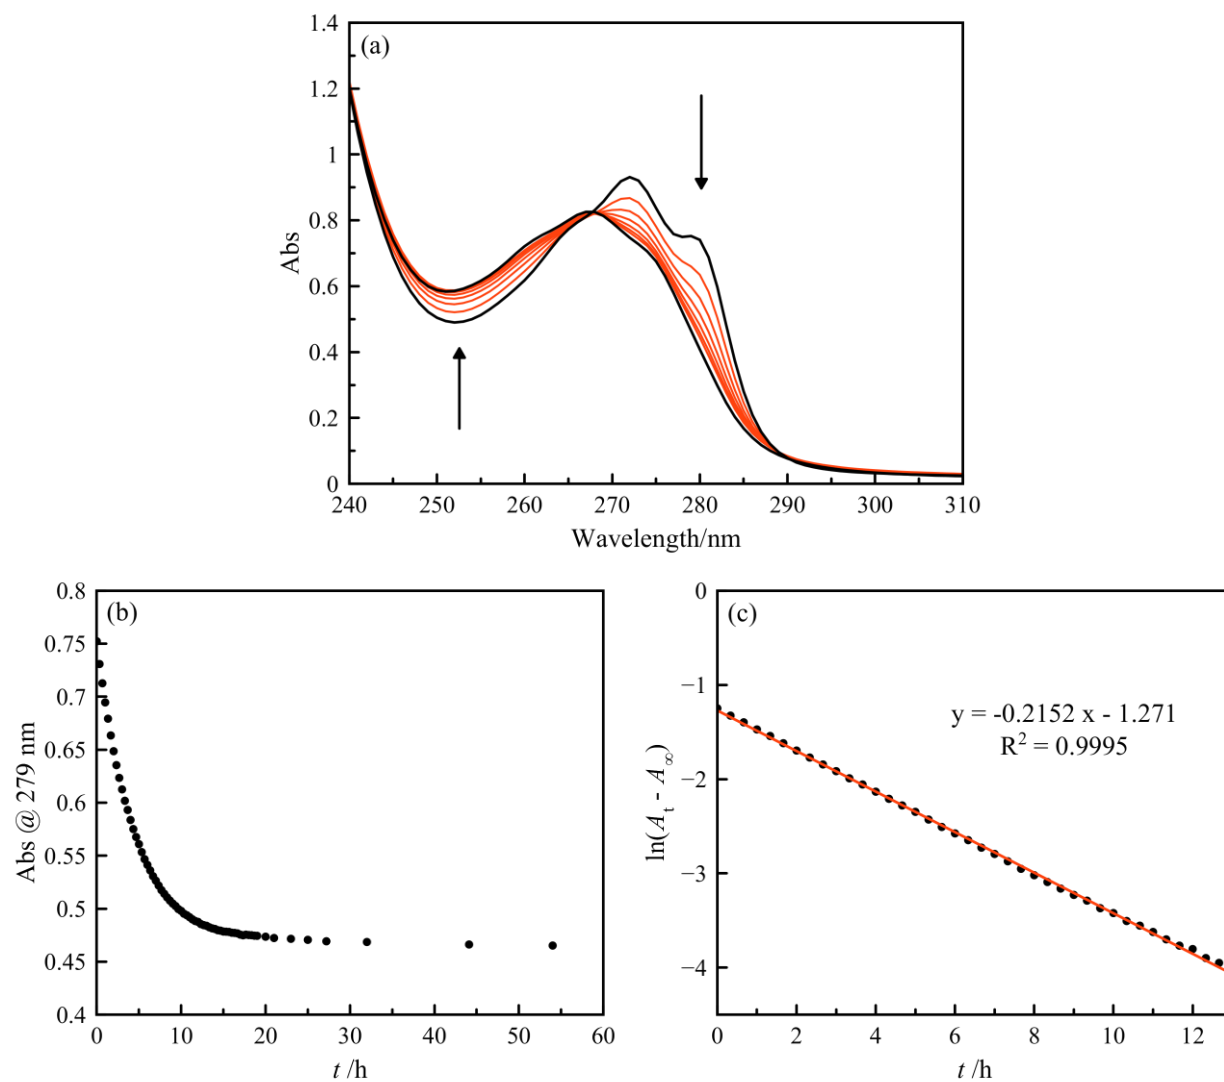 (a)
1.4
1.2
1
0.8
0.6
0.4
0.2
0
Abs
240 250 260 270 280 290 300 310
Wavelength/nm
(b)
0.8
0.75
0.7
0.65
0.6
0.55
0.5
0.45
0.4
Abs @ 279 nm
0 10 20 30 40 50 60
t /h
(c)
0
−1
−2
−3
−4
ln(Aₜ - A∞)
y = -0.2152 x - 1.271
R² = 0.9995
0 2 4 6 8 10 12
t /h